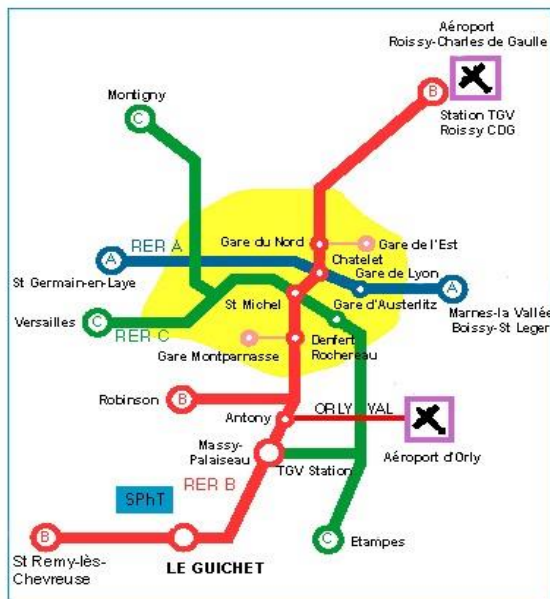 Aéroport
Roissy-Charles de Gaulle
B
Station TGV
Roissy CDG
Montigny
C
RER A
A
St Germain-en-Laye
Gare du Nord
Gare de l'Est
Chatelet
Gare de Lyon
A
Marnes-la Vallée
Boissy-St Leger
St Michel
Gare d'Austerlitz
Versailles
C
RER C
Gare Montparnasse
Denfert
Rochereau
Robinson
B
Antony
ORLY VAL
Aéroport d'Orly
Massy-
Palaiseau
TGV Station
RER B
SPhT
C
Etampes
B
St Remy-lès-
Chevreuse
LE GUICHET